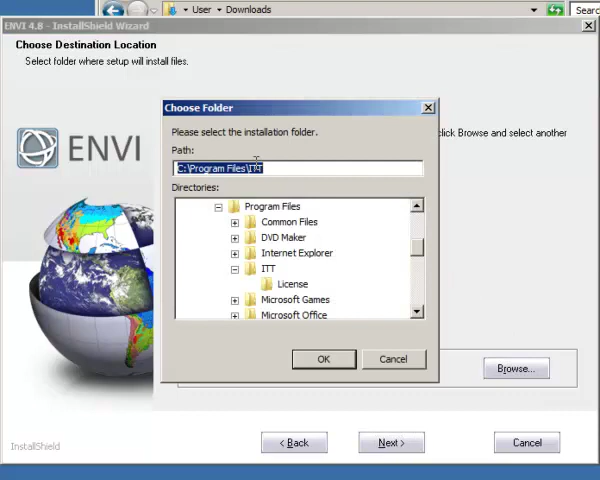 User
Downloads
Searc
ENVI 4.8 - InstallShield Wizard
Choose Destination Location
Select folder where setup will install files.
ENVI
click Browse and select another
Choose Folder
Please select the installation folder.
Path:
C:\Program Files\ITT
Directories:
Program Files
Common Files
DVD Maker
Internet Explorer
ITT
License
Microsoft Games
Microsoft Office
OK
Cancel
Browse...
InstallShield
< Back
Next >
Cancel